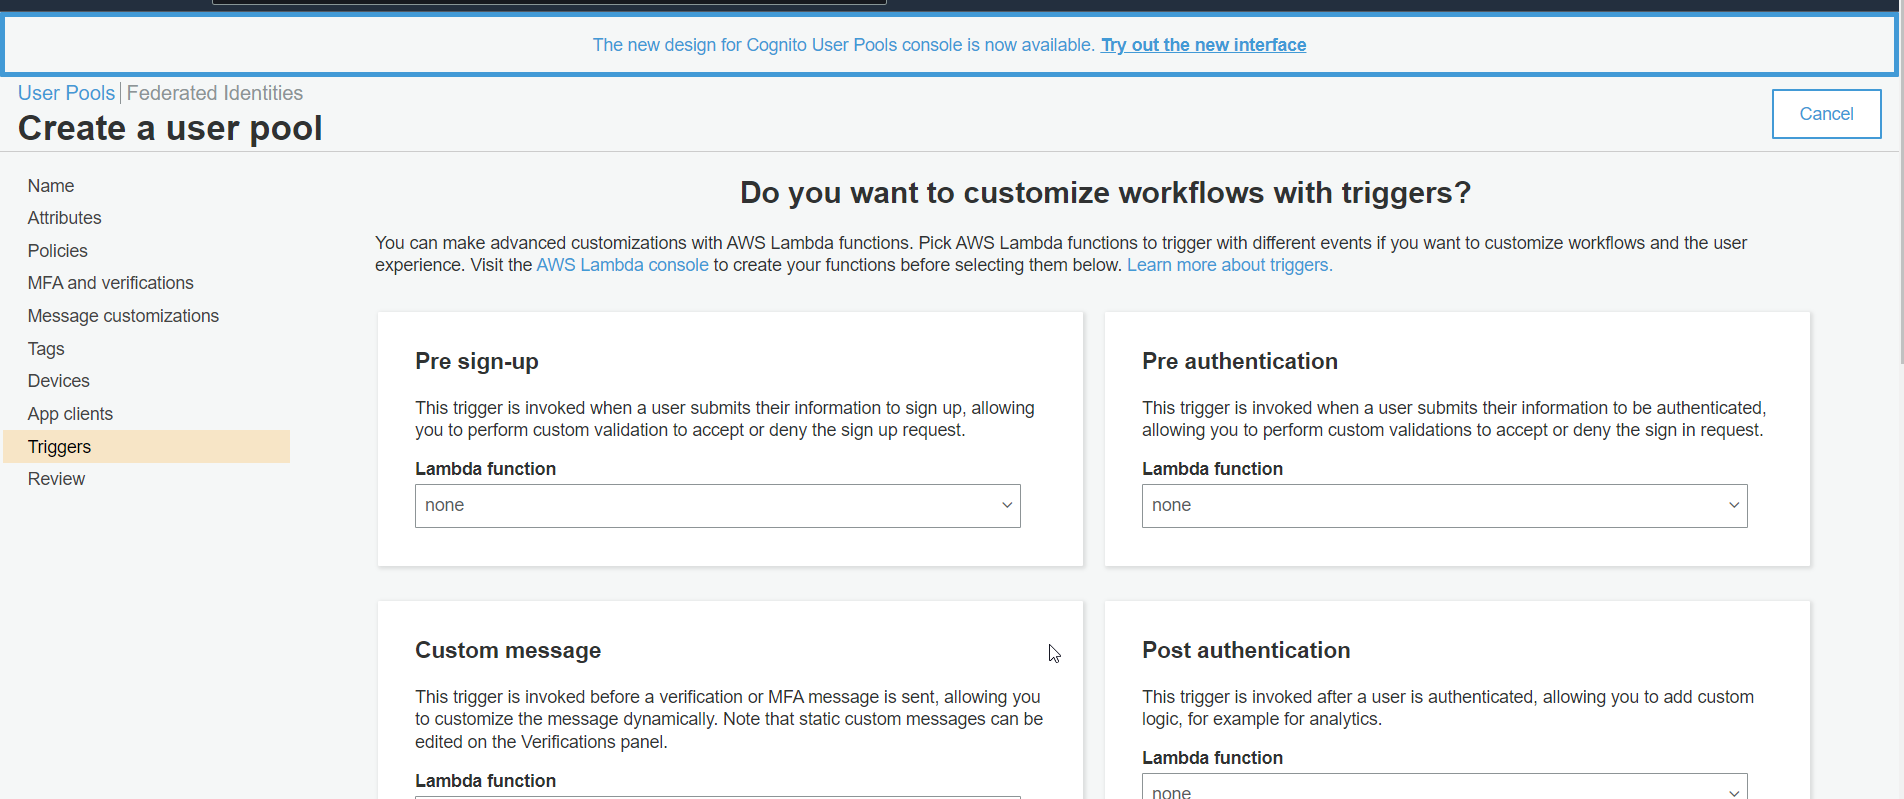 The new design for Cognito User Pools console is now available. Try out the new interface
User Pools | Federated Identities
Create a user pool
Cancel
Name
Attributes
Policies
MFA and verifications
Message customizations
Tags
Devices
App clients
Triggers
Review
Do you want to customize workflows with triggers?
You can make advanced customizations with AWS Lambda functions. Pick AWS Lambda functions to trigger with different events if you want to customize workflows and the user
experience. Visit the AWS Lambda console to create your functions before selecting them below. Learn more about triggers.
Pre sign-up
This trigger is invoked when a user submits their information to sign up, allowing
you to perform custom validation to accept or deny the sign up request.
Lambda function
none
Pre authentication
This trigger is invoked when a user submits their information to be authenticated,
allowing you to perform custom validations to accept or deny the sign in request.
Lambda function
none
Custom message
This trigger is invoked before a verification or MFA message is sent, allowing you
to customize the message dynamically. Note that static custom messages can be
edited on the Verifications panel.
Lambda function
Post authentication
This trigger is invoked after a user is authenticated, allowing you to add custom
logic, for example for analytics.
Lambda function
none